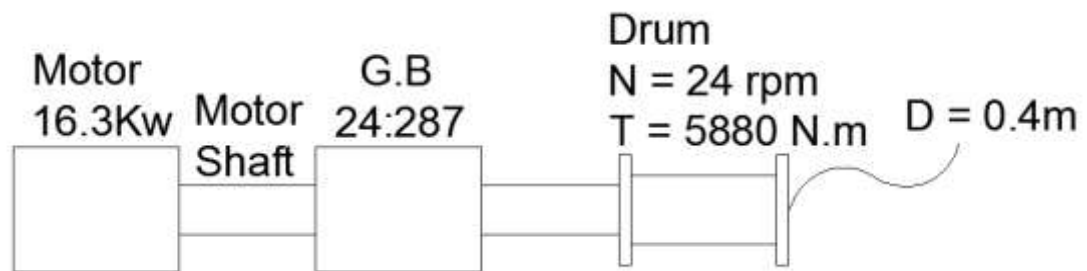 Motor
16.3Kw
Motor
Shaft
G.B
24:287
Drum
N = 24 rpm
T = 5880 N.m
D = 0.4m